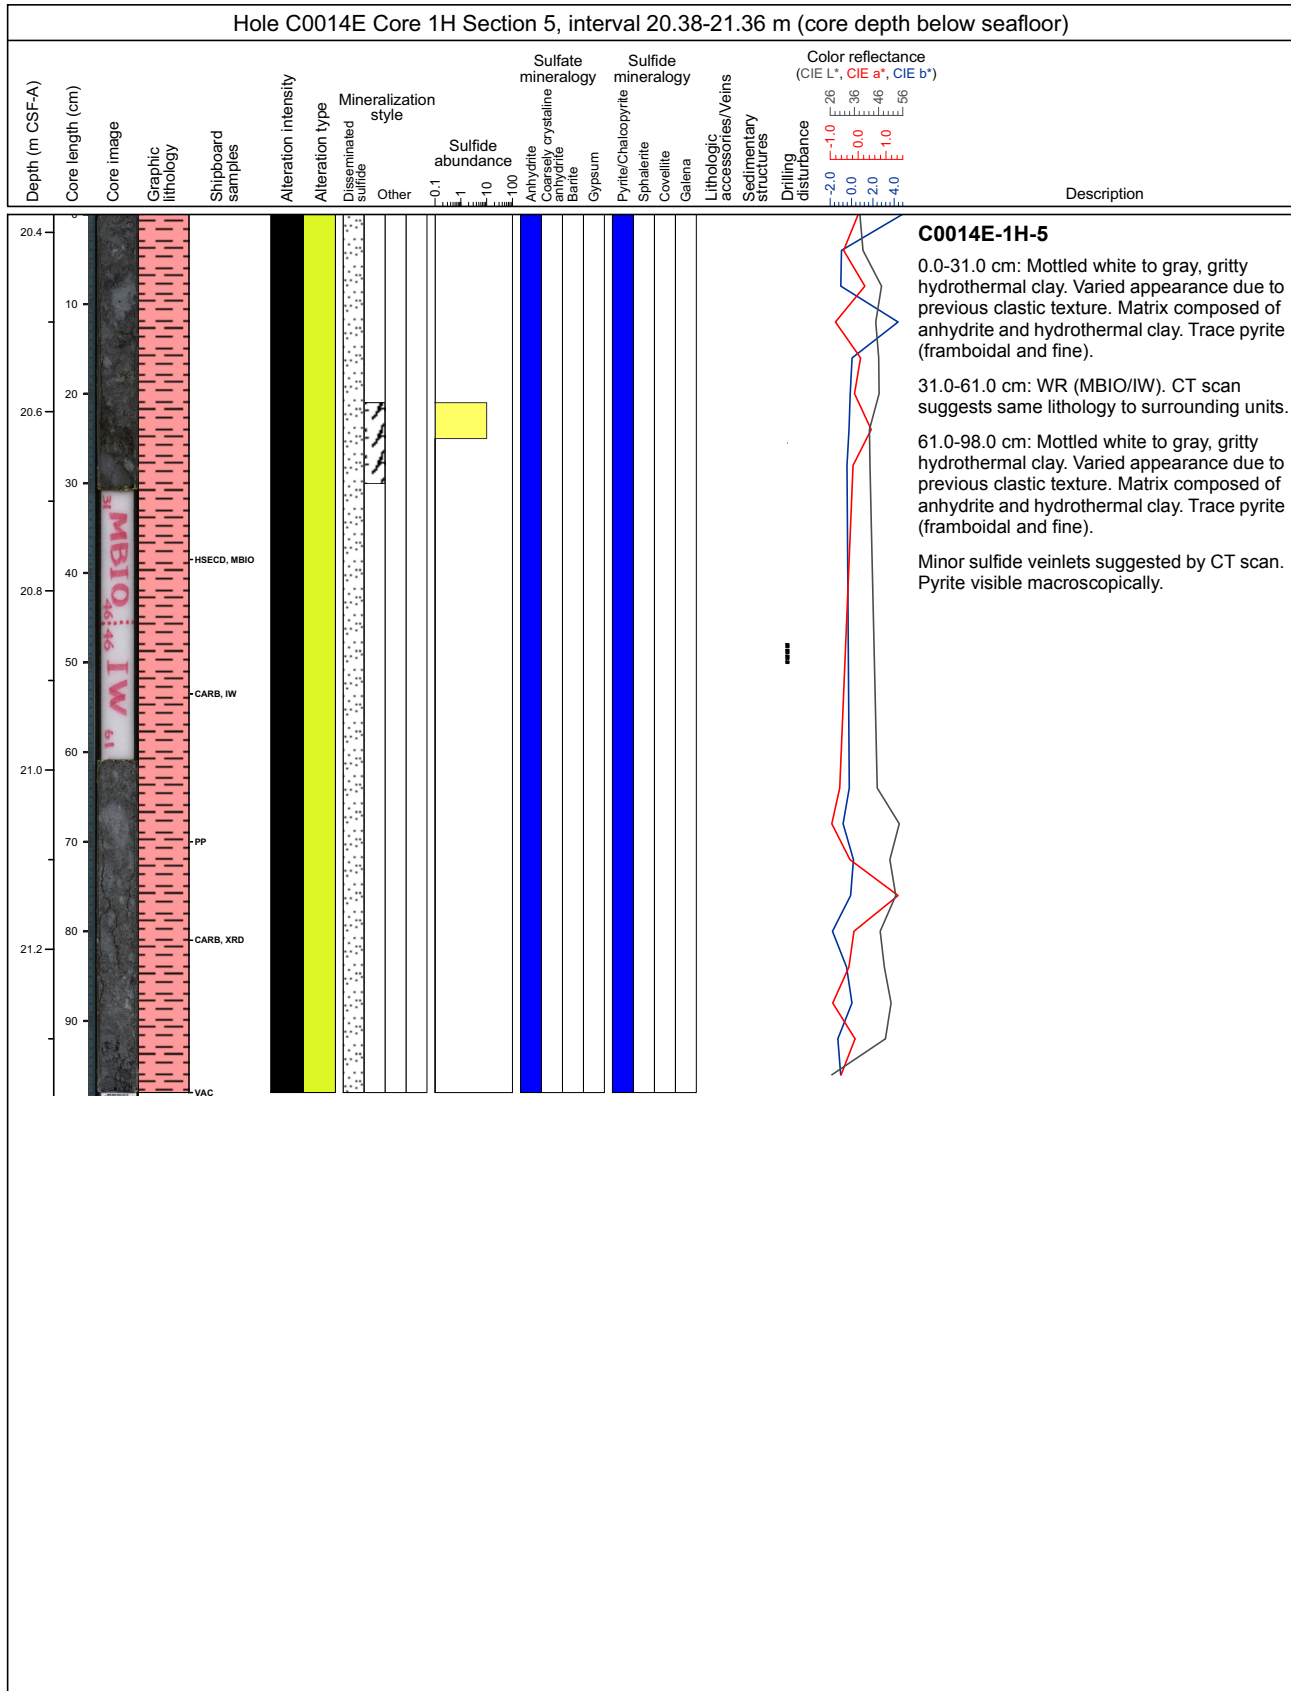 Hole C0014E Core 1H Section 5, interval 20.38-21.36 m (core depth below seafloor)
Depth (m CSF-A)
Core length (cm)
Core image
Graphic
lithology
Shipboard
samples
Alteration intensity
Alteration type
Mineralization
style
Disseminated
sulfide
Other
Sulfide
abundance
0.1
1
10
100
Sulfate
mineralogy
Anhydrite
Coarsely crystaline
anhydrite
Barite
Gypsum
Sulfide
mineralogy
Pyrite/Chalcopyrite
Sphalerite
Covellite
Galena
Lithologic
accessories/Veins
Sedimentary
structures
Drilling
disturbance
Color reflectance
(CIE L*, CIE a*, CIE b*)
26 36 46 56
-1.0 0.0 1.0
-2.0 0.0 2.0 4.0
Description
20.4
20.6
20.8
21.0
21.2
10
20
30
40
50
60
70
80
90
31
MBIO
46
46
IW
61
HSECD, MBIO
CARB, IW
PP
CARB, XRD
VAC
C0014E-1H-5
0.0-31.0 cm: Mottled white to gray, gritty
hydrothermal clay. Varied appearance due to
previous clastic texture. Matrix composed of
anhydrite and hydrothermal clay. Trace pyrite
(framboidal and fine).
31.0-61.0 cm: WR (MBIO/IW). CT scan
suggests same lithology to surrounding units.
61.0-98.0 cm: Mottled white to gray, gritty
hydrothermal clay. Varied appearance due to
previous clastic texture. Matrix composed of
anhydrite and hydrothermal clay. Trace pyrite
(framboidal and fine).
Minor sulfide veinlets suggested by CT scan.
Pyrite visible macroscopically.